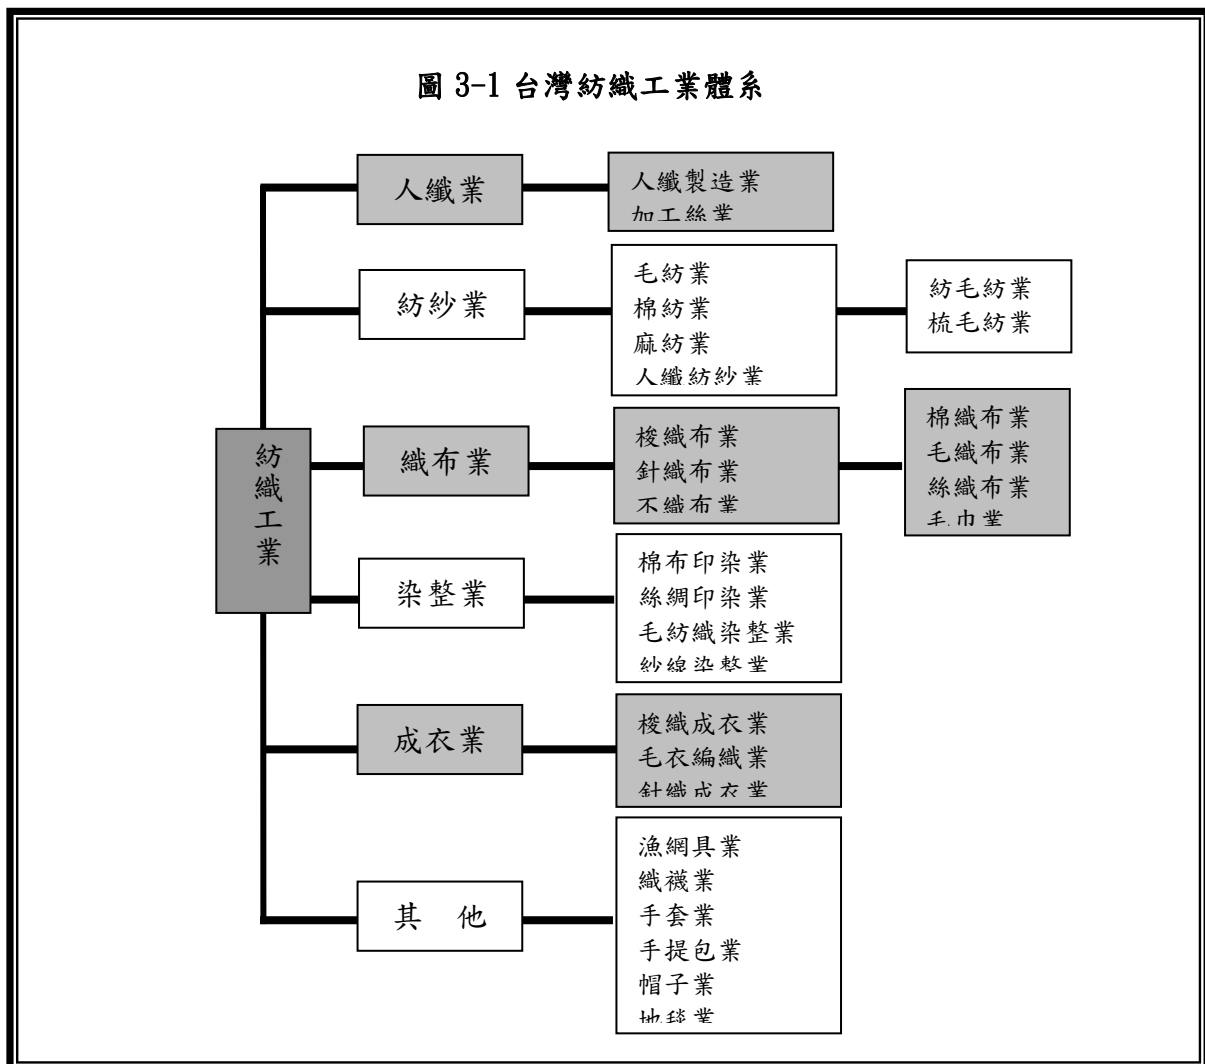 圖 3-1 台灣紡織工業體系
紡織工業
人纖業
人纖製造業
加工絲業
紡紗業
毛紡業
棉紡業
麻紡業
人纖紡紗業
紡毛紡業
梳毛紡業
織布業
梭織布業
針織布業
不織布業
棉織布業
毛織布業
絲織布業
毛巾業
染整業
棉布印染業
絲綢印染業
毛紡織染整業
紗線染整業
成衣業
梭織成衣業
毛衣編織業
針織成衣業
其 他
漁網具業
織襪業
手套業
手提包業
帽子業
地毯業